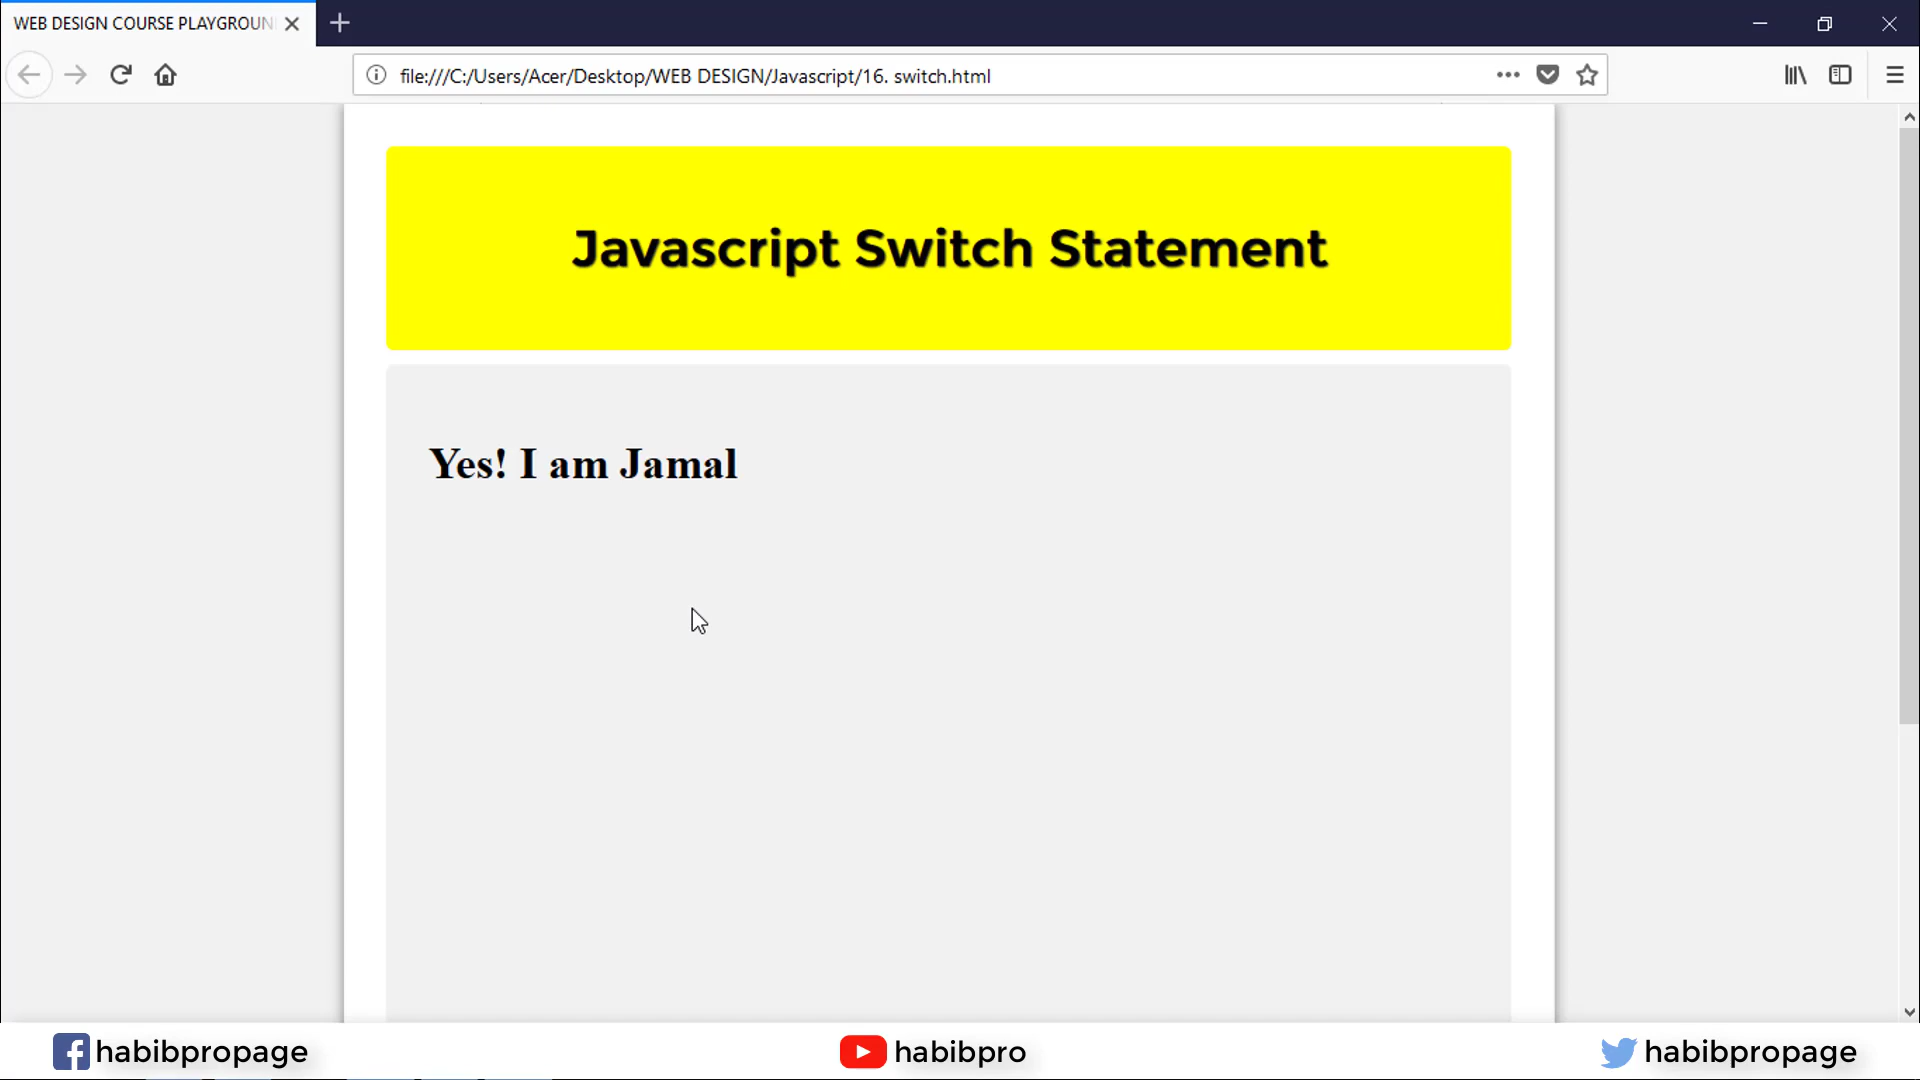 WEB DESIGN COURSE PLAYGROUN
file:///C:/Users/Acer/Desktop/WEB DESIGN/Javascript/16. switch.html
Javascript Switch Statement
Yes! I am Jamal
habibpropage
habibpro
habibpropage